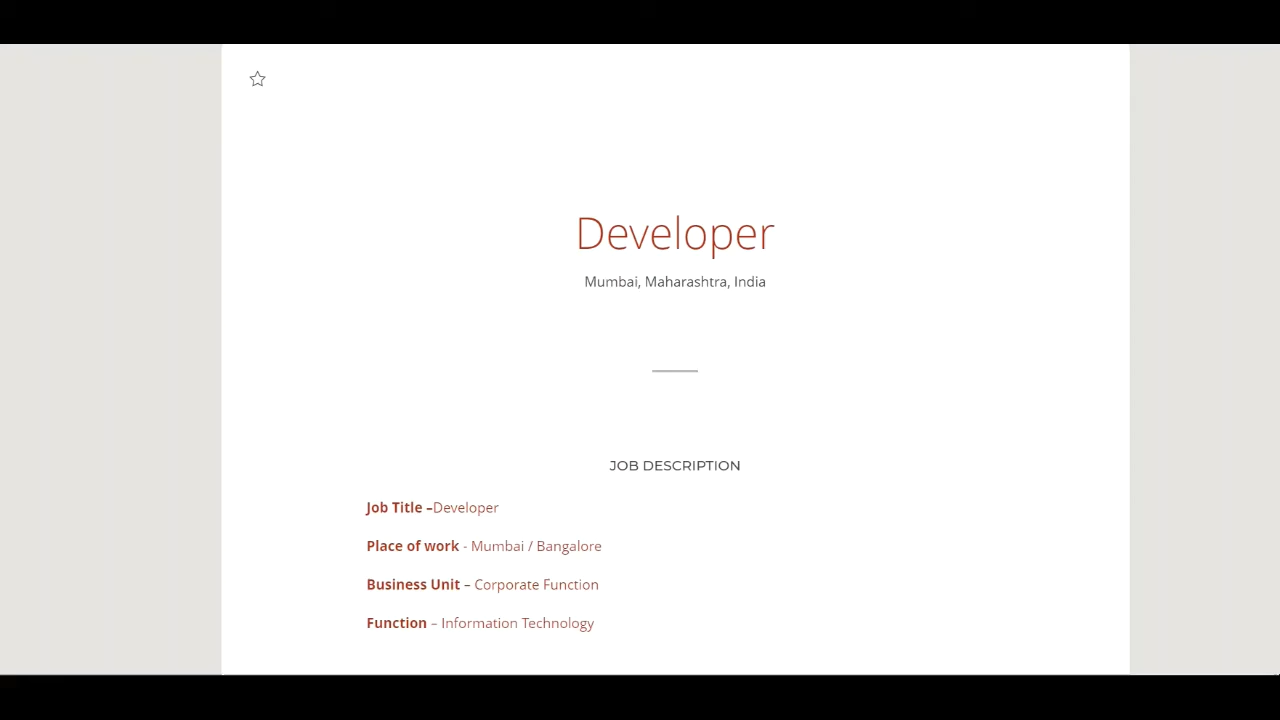 Developer
Mumbai, Maharashtra, India
JOB DESCRIPTION
Job Title –Developer
Place of work - Mumbai / Bangalore
Business Unit – Corporate Function
Function – Information Technology